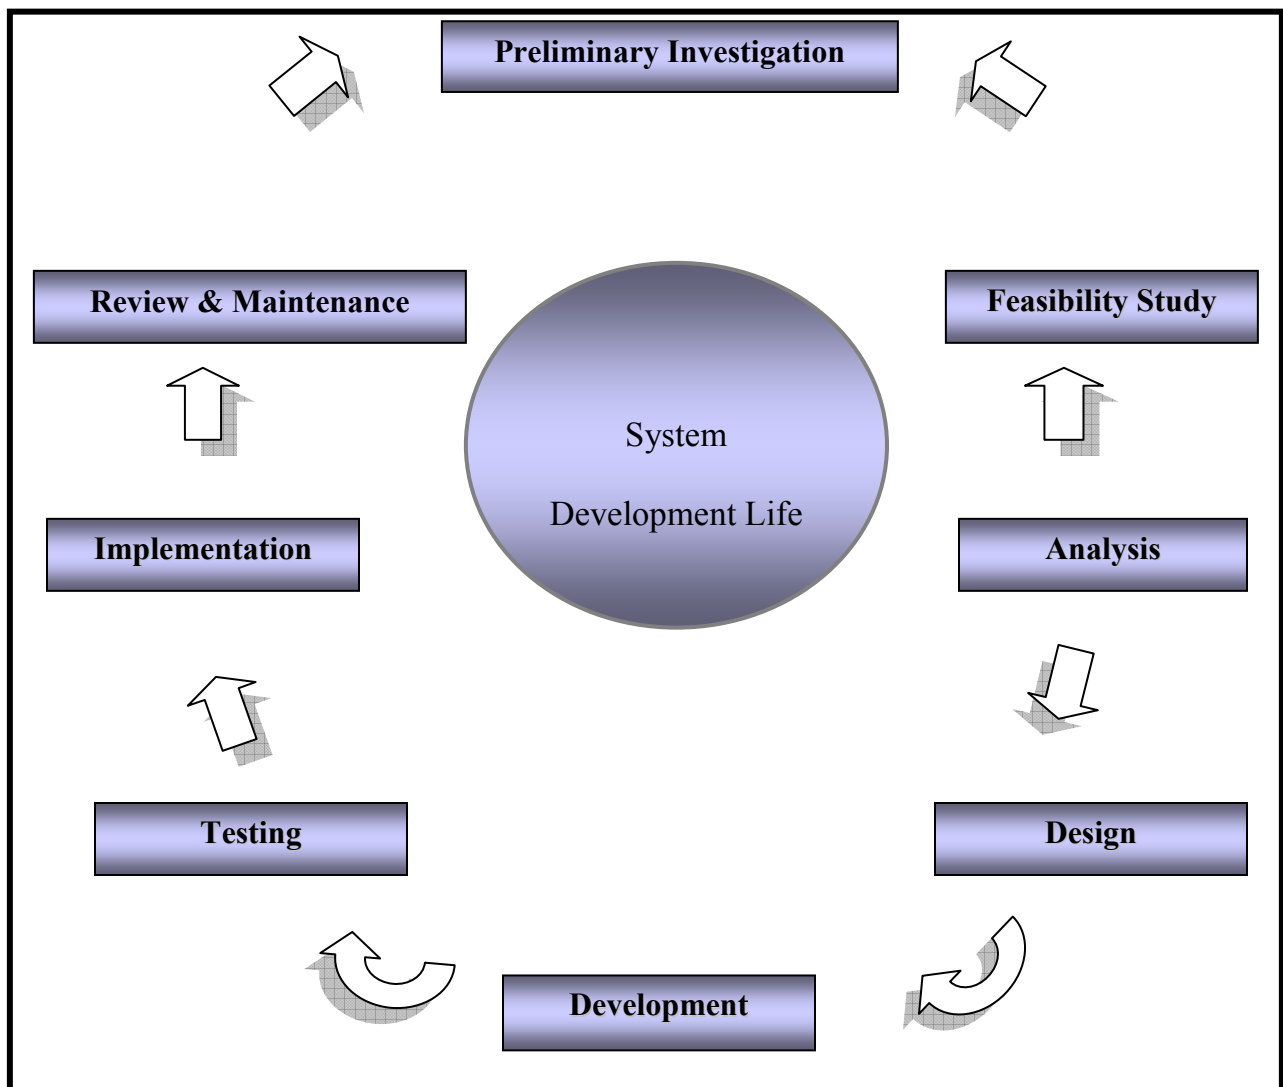 Preliminary Investigation
Review & Maintenance
Feasibility Study
System
Development Life
Implementation
Analysis
Testing
Design
Development